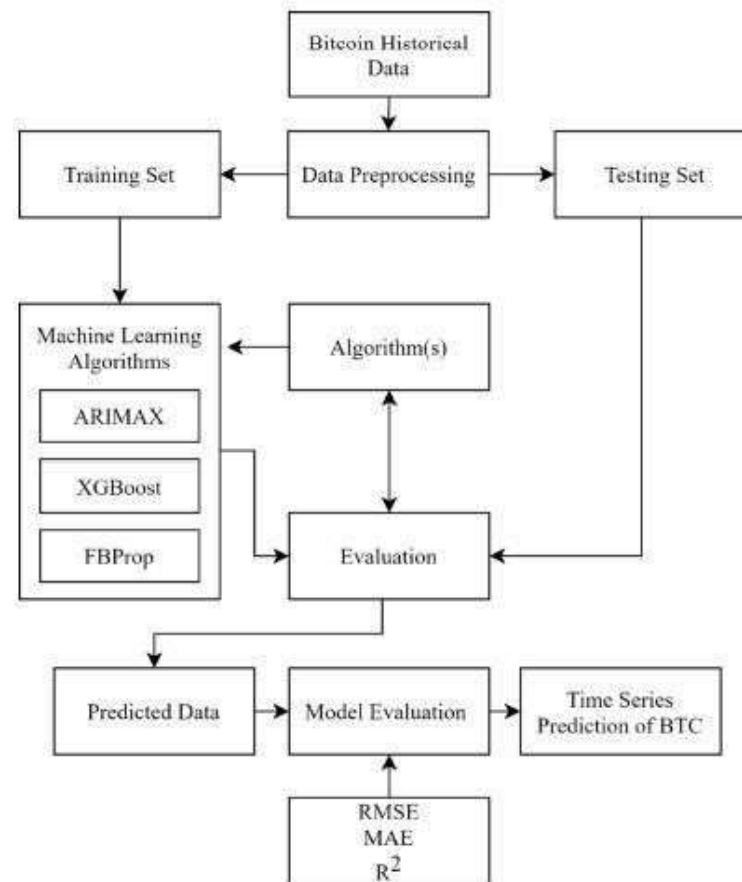 Bitcoin Historical
Data
Training Set
Data Preprocessing
Testing Set
Machine Learning
Algorithms
ARIMAX
XGBoost
FBProp
Algorithm(s)
Evaluation
Predicted Data
Model Evaluation
Time Series
Prediction of BTC
RMSE
MAE
R²